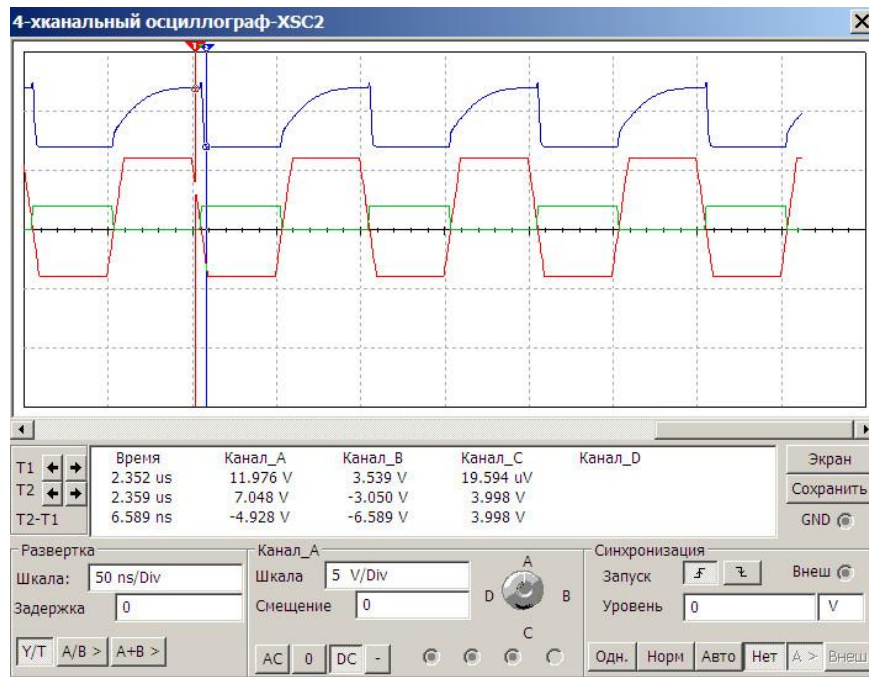 4-хканальный осциллограф-XSC2
1 2
Время Канал_A Канал_B Канал_C Канал_D
T1 2.352 us 11.976 V 3.539 V 19.594 uV
T2 2.359 us 7.048 V -3.050 V 3.998 V
T2-T1 6.589 ns -4.928 V -6.589 V 3.998 V
Экран
Сохранить
GND
Развертка
Шкала: 50 ns/Div
Задержка 0
Y/T A/B > A+B >
Канал_A
Шкала 5 V/Div
Смещение 0
AC 0 DC -
A
D B
C
Синхронизация
Запуск Внеш
Уровень 0 V
Одн. Норм Авто Нет A > Внеш